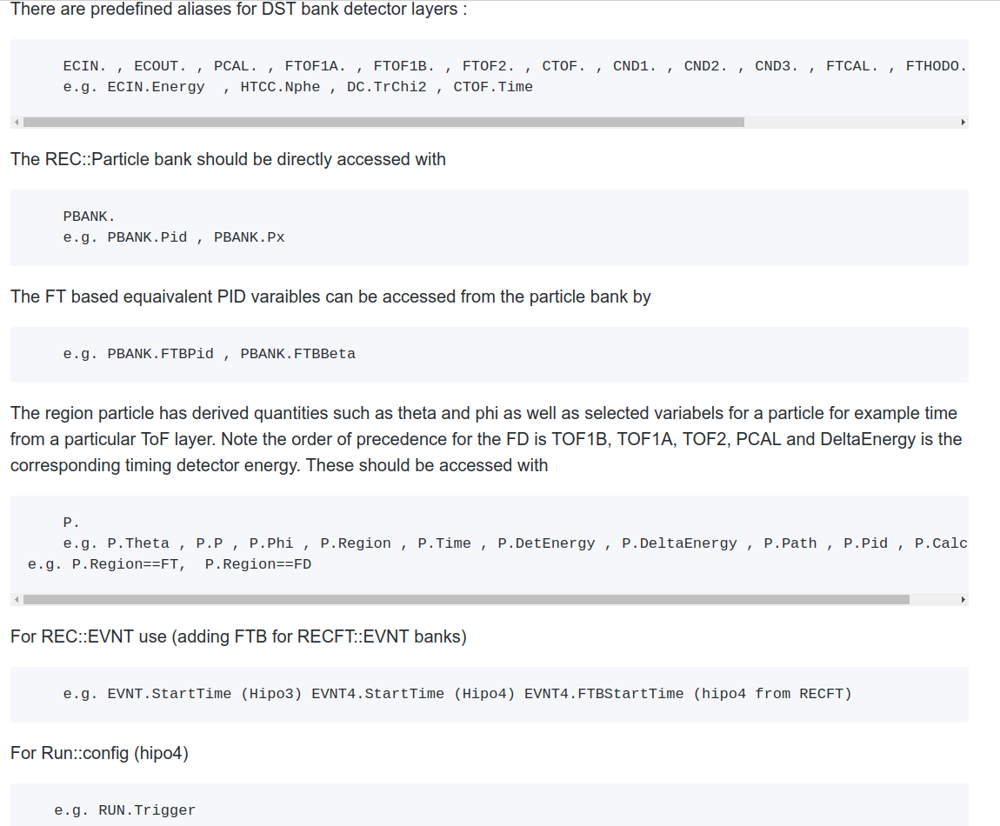 There are predefined aliases for DST bank detector layers :
ECIN. , ECOUT. , PCAL. , FTOF1A. , FTOF1B. , FTOF2. , CTOF. , CND1. , CND2. , CND3. , FTCAL. , FTHODO.
e.g. ECIN.Energy  , HTCC.Nphe , DC.TrChi2 , CTOF.Time
The REC::Particle bank should be directly accessed with
PBANK.
e.g. PBANK.Pid , PBANK.Px
The FT based equaivalent PID varaibles can be accessed from the particle bank by
e.g. PBANK.FTBPid , PBANK.FTBBeta
The region particle has derived quantities such as theta and phi as well as selected variabels for a particle for example time
from a particular ToF layer. Note the order of precedence for the FD is TOF1B, TOF1A, TOF2, PCAL and DeltaEnergy is the
corresponding timing detector energy. These should be accessed with
P.
e.g. P.Theta , P.P , P.Phi , P.Region , P.Time , P.DetEnergy , P.DeltaEnergy , P.Path , P.Pid , P.Calc
e.g. P.Region==FT,  P.Region==FD
For REC::EVNT use (adding FTB for RECFT::EVNT banks)
e.g. EVNT.StartTime (Hipo3) EVNT4.StartTime (Hipo4) EVNT4.FTBStartTime (hipo4 from RECFT)
For Run::config (hipo4)
e.g. RUN.Trigger